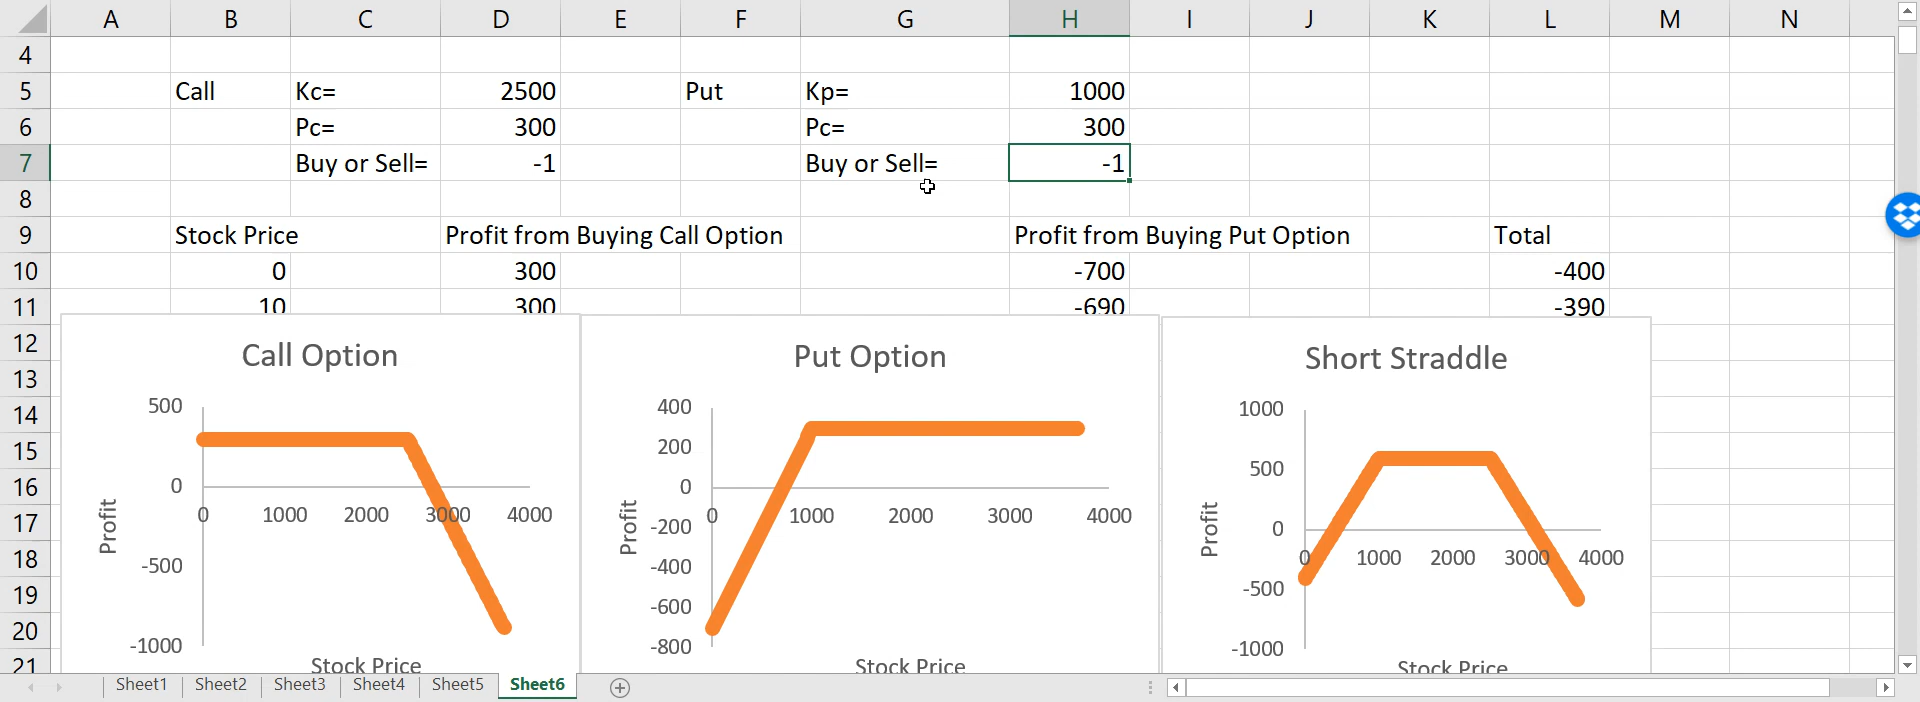 A B C D E F G H I J K L M N
4
5 Call Kc= 2500 Put Kp= 1000
6 Pc= 300 Pc= 300
7 Buy or Sell= -1 Buy or Sell= -1
8
9 Stock Price Profit from Buying Call Option Profit from Buying Put Option Total
10 0 300 -700 -400
11 10 300 -690 -390
12
13
14
15
16
17
18
19
20
21
Call Option
500
0
-500
-1000
0 1000 2000 3000 4000
Profit
Stock Price
Put Option
400
200
0
-200
-400
-600
-800
0 1000 2000 3000 4000
Profit
Stock Price
Short Straddle
1000
500
0
-500
-1000
0 1000 2000 3000 4000
Profit
Stock Price
Sheet1 Sheet2 Sheet3 Sheet4 Sheet5 Sheet6